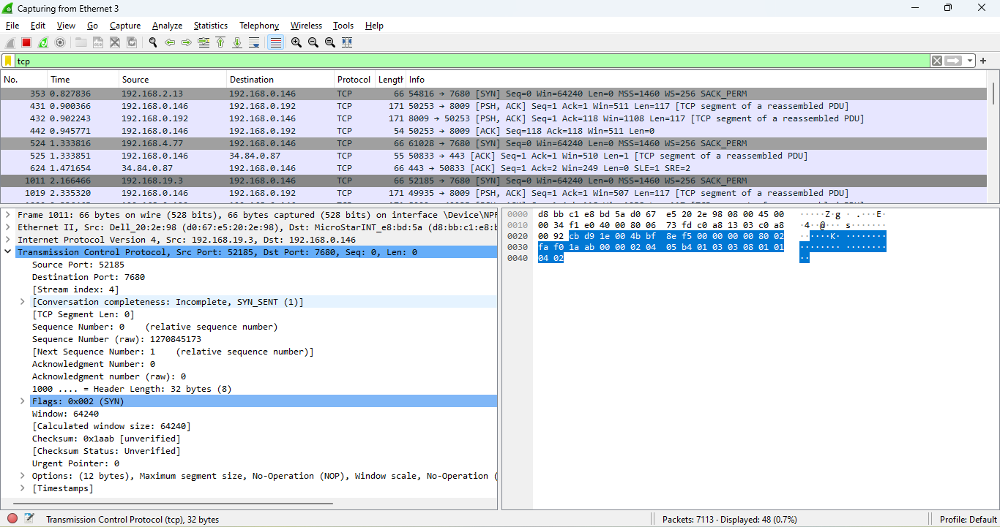 Capturing from Ethernet 3
File Edit View Go Capture Analyze Statistics Telephony Wireless Tools Help
tcp
No. Time Source Destination Protocol Length Info
353 0.827836 192.168.2.13 192.168.0.146 TCP 66 54816 → 7680 [SYN] Seq=0 Win=64240 Len=0 MSS=1460 WS=256 SACK_PERM
431 0.900366 192.168.0.146 192.168.0.192 TCP 171 50253 → 8009 [PSH, ACK] Seq=1 Ack=1 Win=511 Len=117 [TCP segment of a reassembled PDU]
432 0.902243 192.168.0.192 192.168.0.146 TCP 171 8009 → 50253 [PSH, ACK] Seq=1 Ack=118 Win=1108 Len=117 [TCP segment of a reassembled PDU]
442 0.945771 192.168.0.146 192.168.0.192 TCP 54 50253 → 8009 [ACK] Seq=118 Ack=118 Win=511 Len=0
524 1.333816 192.168.4.77 192.168.0.146 TCP 66 61028 → 7680 [SYN] Seq=0 Win=64240 Len=0 MSS=1460 WS=256 SACK_PERM
525 1.333851 192.168.0.146 34.84.0.87 TCP 55 50833 → 443 [ACK] Seq=1 Ack=1 Win=510 Len=1 [TCP segment of a reassembled PDU]
624 1.471654 34.84.0.87 192.168.0.146 TCP 66 443 → 50833 [ACK] Seq=1 Ack=2 Win=249 Len=0 SLE=1 SRE=2
1011 2.166466 192.168.19.3 192.168.0.146 TCP 66 52185 → 7680 [SYN] Seq=0 Win=64240 Len=0 MSS=1460 WS=256 SACK_PERM
1019 2.335320 192.168.0.146 192.168.0.192 TCP 171 49935 → 8009 [PSH, ACK] Seq=1 Ack=1 Win=507 Len=117 [TCP segment of a reassembled PDU]
Frame 1011: 66 bytes on wire (528 bits), 66 bytes captured (528 bits) on interface \Device\NPF
Ethernet II, Src: Dell_20:2e:98 (d0:67:e5:20:2e:98), Dst: MicroStarINT_e8:bd:5a (d8:bb:c1:e8:b
Internet Protocol Version 4, Src: 192.168.19.3, Dst: 192.168.0.146
Transmission Control Protocol, Src Port: 52185, Dst Port: 7680, Seq: 0, Len: 0
Source Port: 52185
Destination Port: 7680
[Stream index: 4]
[Conversation completeness: Incomplete, SYN_SENT (1)]
[TCP Segment Len: 0]
Sequence Number: 0 (relative sequence number)
Sequence Number (raw): 1270845173
[Next Sequence Number: 1 (relative sequence number)]
Acknowledgment Number: 0
Acknowledgment number (raw): 0
1000 .... = Header Length: 32 bytes (8)
Flags: 0x002 (SYN)
Window: 64240
[Calculated window size: 64240]
Checksum: 0x1aab [unverified]
[Checksum Status: Unverified]
Urgent Pointer: 0
Options: (12 bytes), Maximum segment size, No-Operation (NOP), Window scale, No-Operation (
[Timestamps]
0000 d8 bb c1 e8 bd 5a d0 67 e5 20 2e 98 08 00 45 00 ·····Z·g · .···E·
0010 00 34 f1 e0 40 00 80 06 73 fd c0 a8 13 03 c0 a8 ·4··@··· s·······
0020 00 92 cb d9 1e 00 4b bf 8e f5 00 00 00 00 80 02 ······K· ········
0030 fa f0 1a ab 00 00 02 04 05 b4 01 03 03 08 01 01 ········ ········
0040 04 02 ··
Transmission Control Protocol (tcp), 32 bytes
Packets: 7113 · Displayed: 48 (0.7%)
Profile: Default